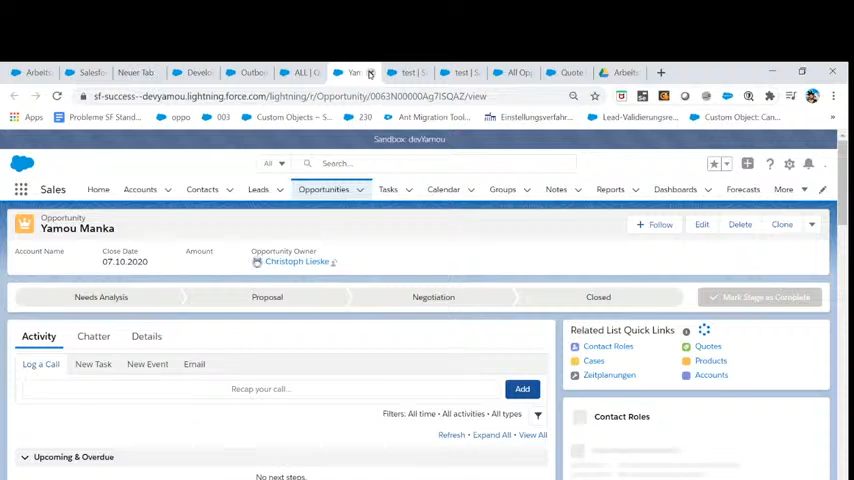 Arbeits
Salesfo
Neuer Tab
Develo
Outbou
ALL | Q
Yam
test | S
test | S
All Op
Quote
Arbeits
sf-success--devyamou.lightning.force.com/lightning/r/Opportunity/0063N00000Ag7ISQAZ/view
Apps
Probleme SF Stand...
oppo
003
Custom Objects – S...
230
Ant Migration Tool...
Einstellungsverfahr...
Lead-Validierungsre...
Custom Object: Can...
»
Sandbox: devYamou
All
Search...
Sales
Home
Accounts
Contacts
Leads
Opportunities
Tasks
Calendar
Groups
Notes
Reports
Dashboards
Forecasts
More
Opportunity
Yamou Manka
+ Follow
Edit
Delete
Clone
Account Name
Close Date
Amount
Opportunity Owner
07.10.2020
Christoph Lieske
Needs Analysis
Proposal
Negotiation
Closed
Mark Stage as Complete
Activity
Chatter
Details
Related List Quick Links
Log a Call
New Task
New Event
Email
Contact Roles
Quotes
Cases
Products
Zeitplanungen
Accounts
Recap your call...
Add
Filters: All time • All activities • All types
Refresh • Expand All • View All
Contact Roles
Upcoming & Overdue
No next steps.